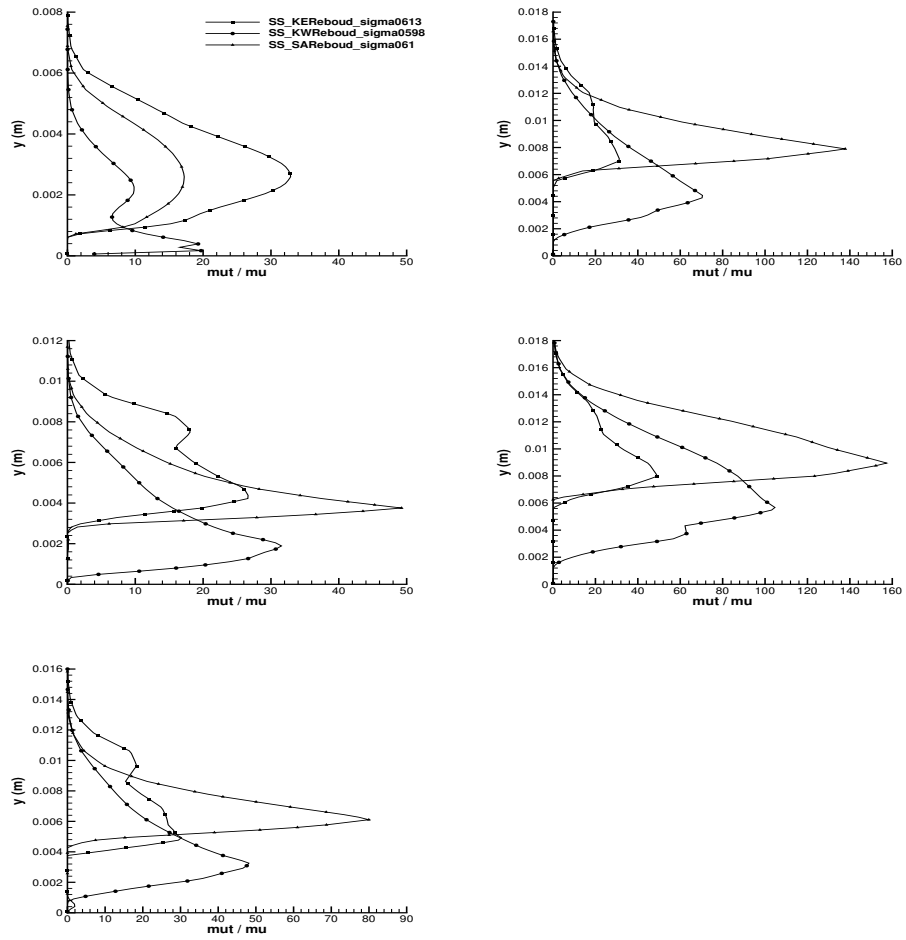 0.008
0.006
0.004
0.002
0
y (m)
0 10 20 30 40 50
mut / mu
SS_KEReboud_sigma0613
SS_KWReboud_sigma0598
SS_SAReboud_sigma061
0.018
0.016
0.014
0.012
0.01
0.008
0.006
0.004
0.002
0
y (m)
0 20 40 60 80 100 120 140 160
mut / mu
0.012
0.01
0.008
0.006
0.004
0.002
0
y (m)
0 10 20 30 40 50
mut / mu
0.018
0.016
0.014
0.012
0.01
0.008
0.006
0.004
0.002
0
y (m)
0 20 40 60 80 100 120 140 160
mut / mu
0.016
0.014
0.012
0.01
0.008
0.006
0.004
0.002
0
y (m)
0 10 20 30 40 50 60 70 80 90
mut / mu